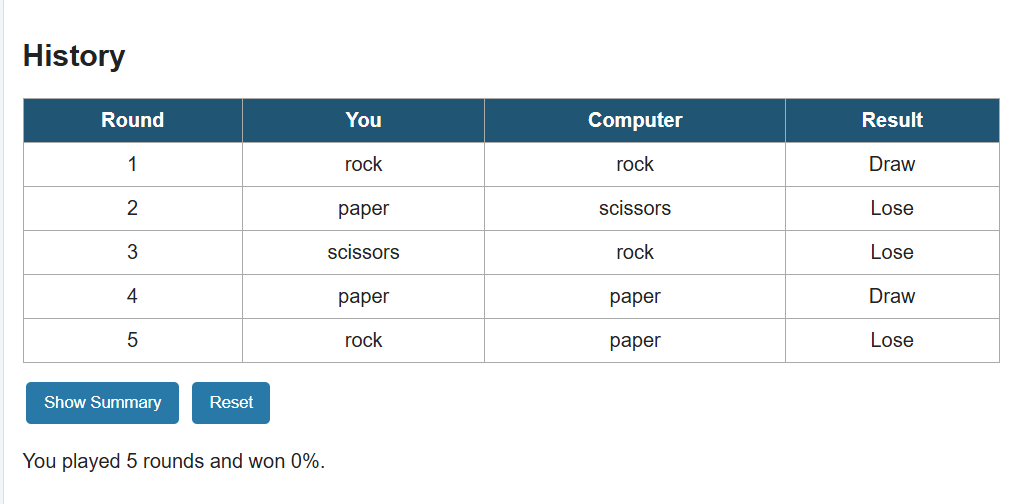 History
Round You Computer Result
1 rock rock Draw
2 paper scissors Lose
3 scissors rock Lose
4 paper paper Draw
5 rock paper Lose
Show Summary Reset
You played 5 rounds and won 0%.